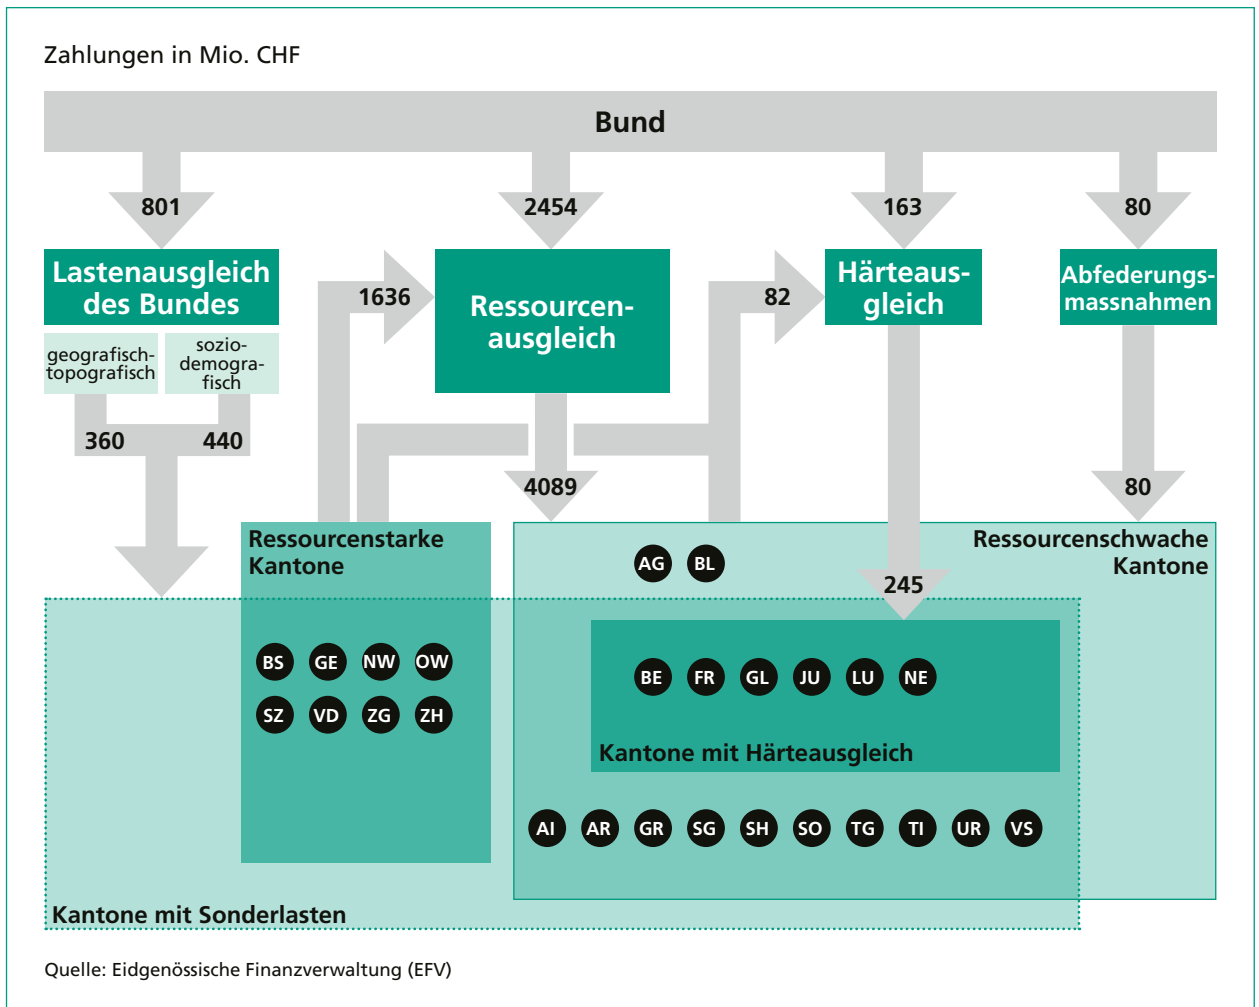 Zahlungen in Mio. CHF
Bund
801
2454
163
80
Lastenausgleich
des Bundes
1636
Ressourcen-
ausgleich
82
Härteaus-
gleich
Abfederungs-
massnahmen
geografisch-
topografisch
sozio-
demogra-
fisch
360
440
4089
80
Ressourcenstarke
Kantone
Ressourcenschwache
Kantone
AG BL
245
BS GE NW OW
SZ VD ZG ZH
BE FR GL JU LU NE
Kantone mit Härteausgleich
AI AR GR SG SH SO TG TI UR VS
Kantone mit Sonderlasten
Quelle: Eidgenössische Finanzverwaltung (EFV)